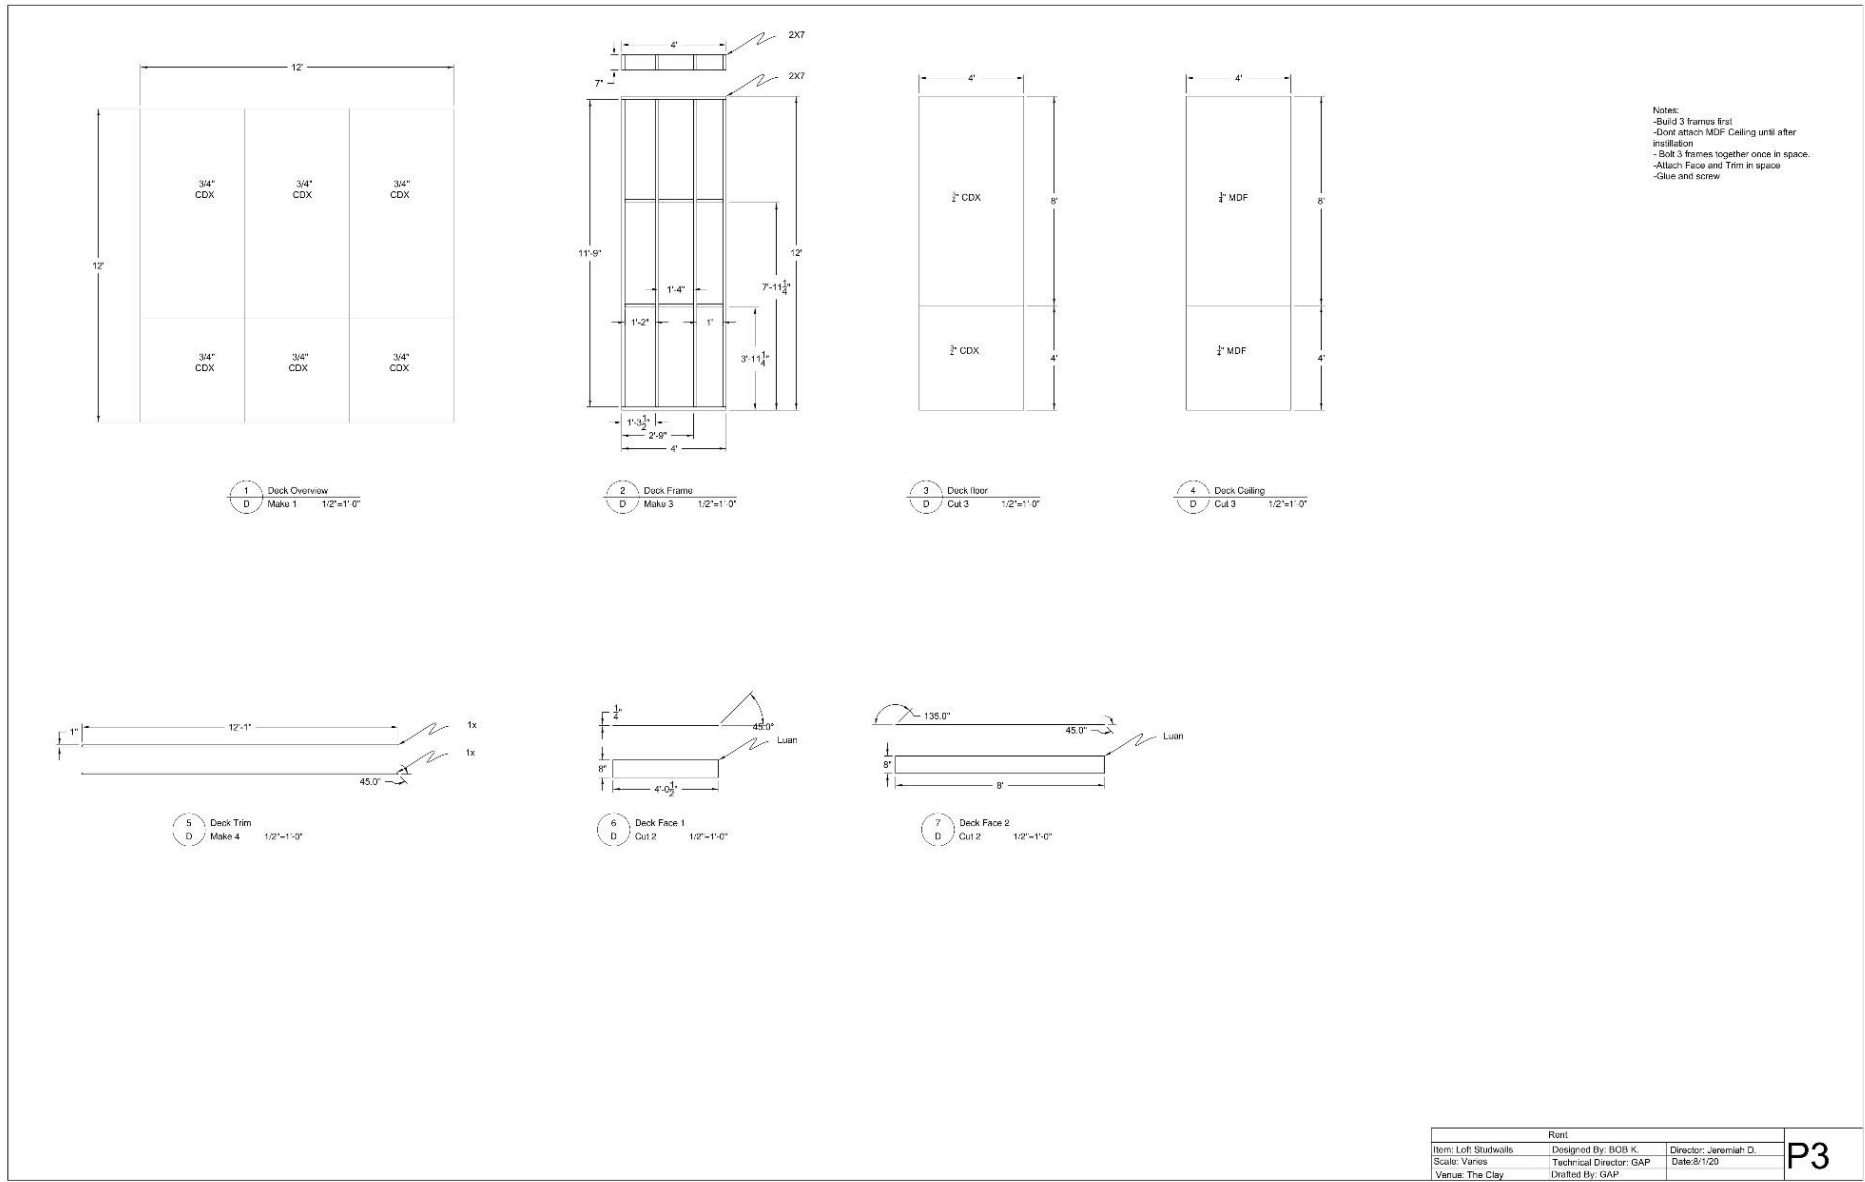 12'
12'
3/4"
CDX
3/4"
CDX
3/4"
CDX
3/4"
CDX
3/4"
CDX
3/4"
CDX
1
D
Deck Overview
Make 1 1/2"=1'-0"
4'
2X7
7"
2X7
11'-9"
12'
1'-4"
7'-11 1/4"
1'-2"
1'
3'-11 1/4"
1'-3 1/2"
2'-9"
4'
2
D
Deck Frame
Make 3 1/2"=1'-0"
4'
CDX
8'
CDX
4'
3
D
Deck floor
Cut 3 1/2"=1'-0"
4'
MDF
8'
1/4" MDF
4'
4
D
Deck Ceiling
Cut 3 1/2"=1'-0"
Notes:
-Build 3 frames first
-Dont attach MDF Ceiling until after
instillation
- Bolt 3 frames together once in space.
-Attach Face and Trim in space
-Glue and screw
12'-1"
1"
1x
1x
45.0°
5
D
Deck Trim
Make 4 1/2"=1'-0"
1/4"
45.0°
Luan
8"
4'-0 1/2"
6
D
Deck Face 1
Cut 2 1/2"=1'-0"
135.0°
45.0°
Luan
8"
8'
7
D
Deck Face 2
Cut 2 1/2"=1'-0"
Rent
Item: Loft Studwalls Designed By: BOB K. Director: Jeremiah D.
Scale: Varies Technical Director: GAP Date:8/1/20
Venue: The Clay Drafted By: GAP
P3